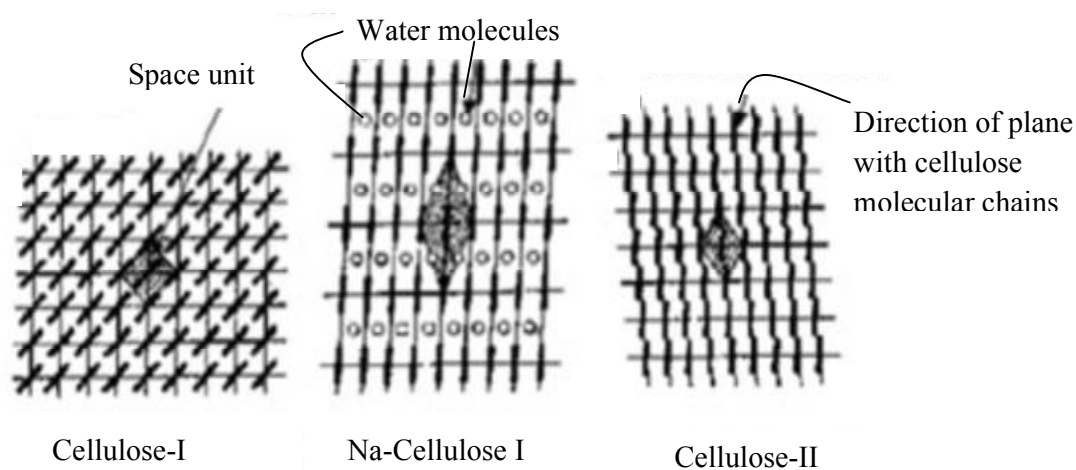 Water molecules
Space unit
Direction of plane
with cellulose
molecular chains
Cellulose-I
Na-Cellulose I
Cellulose-II